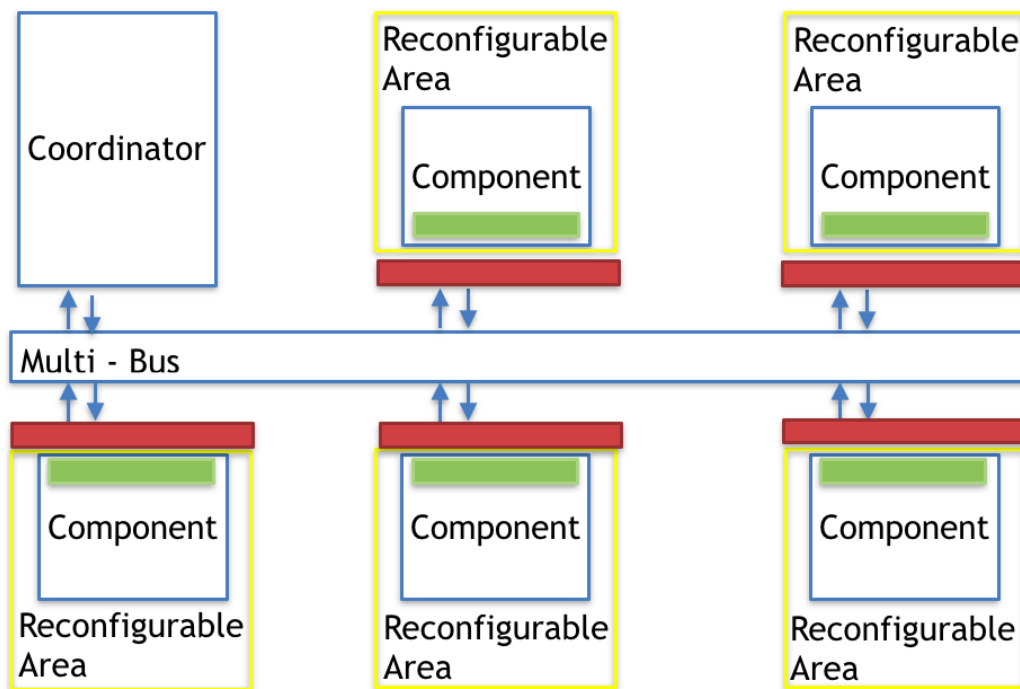 Coordinator
Reconfigurable
Area
Component
Reconfigurable
Area
Component
Multi - Bus
Component
Reconfigurable
Area
Component
Reconfigurable
Area
Component
Reconfigurable
Area